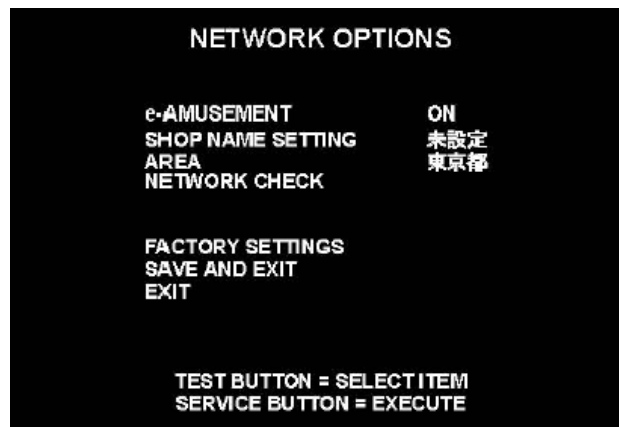 NETWORK OPTIONS
e-AMUSEMENT ON
SHOP NAME SETTING 未設定
AREA 東京都
NETWORK CHECK
FACTORY SETTINGS
SAVE AND EXIT
EXIT
TEST BUTTON = SELECT ITEM
SERVICE BUTTON = EXECUTE